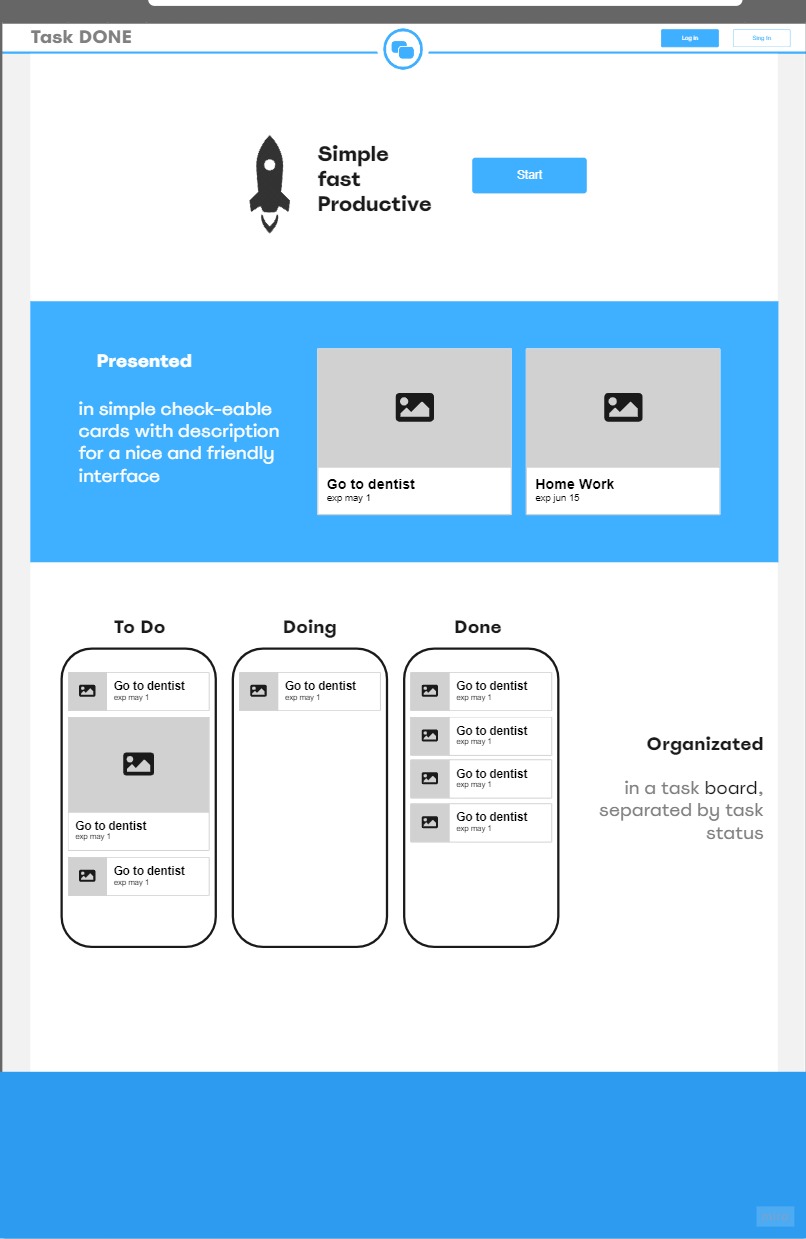 Task DONE
Log in
Sing In
Simple
fast
Productive
Start
Presented
in simple check-eable
cards with description
for a nice and friendly
interface
Go to dentist
exp may 1
Home Work
exp jun 15
To Do
Doing
Done
Go to dentist
exp may 1
Go to dentist
exp may 1
Go to dentist
exp may 1
Go to dentist
exp may 1
Go to dentist
exp may 1
Go to dentist
exp may 1
Go to dentist
exp may 1
Go to dentist
exp may 1
Organizated
in a task board,
separated by task
status